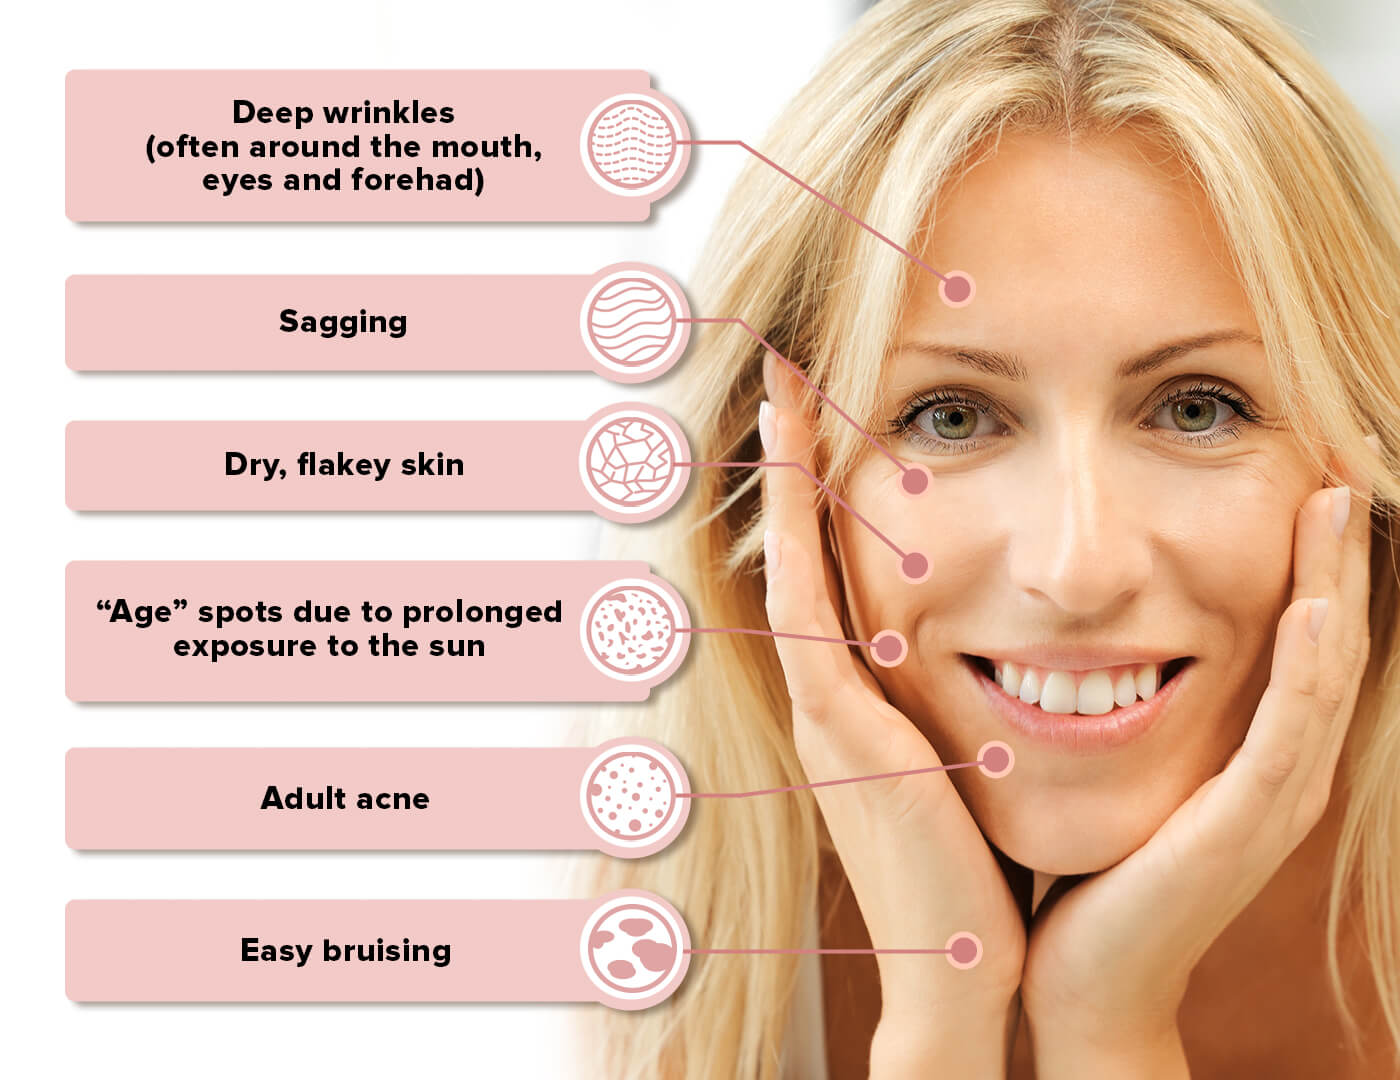 Deep wrinkles
(often around the mouth,
eyes and forehad)
Sagging
Dry, flakey skin
“Age” spots due to prolonged
exposure to the sun
Adult acne
Easy bruising